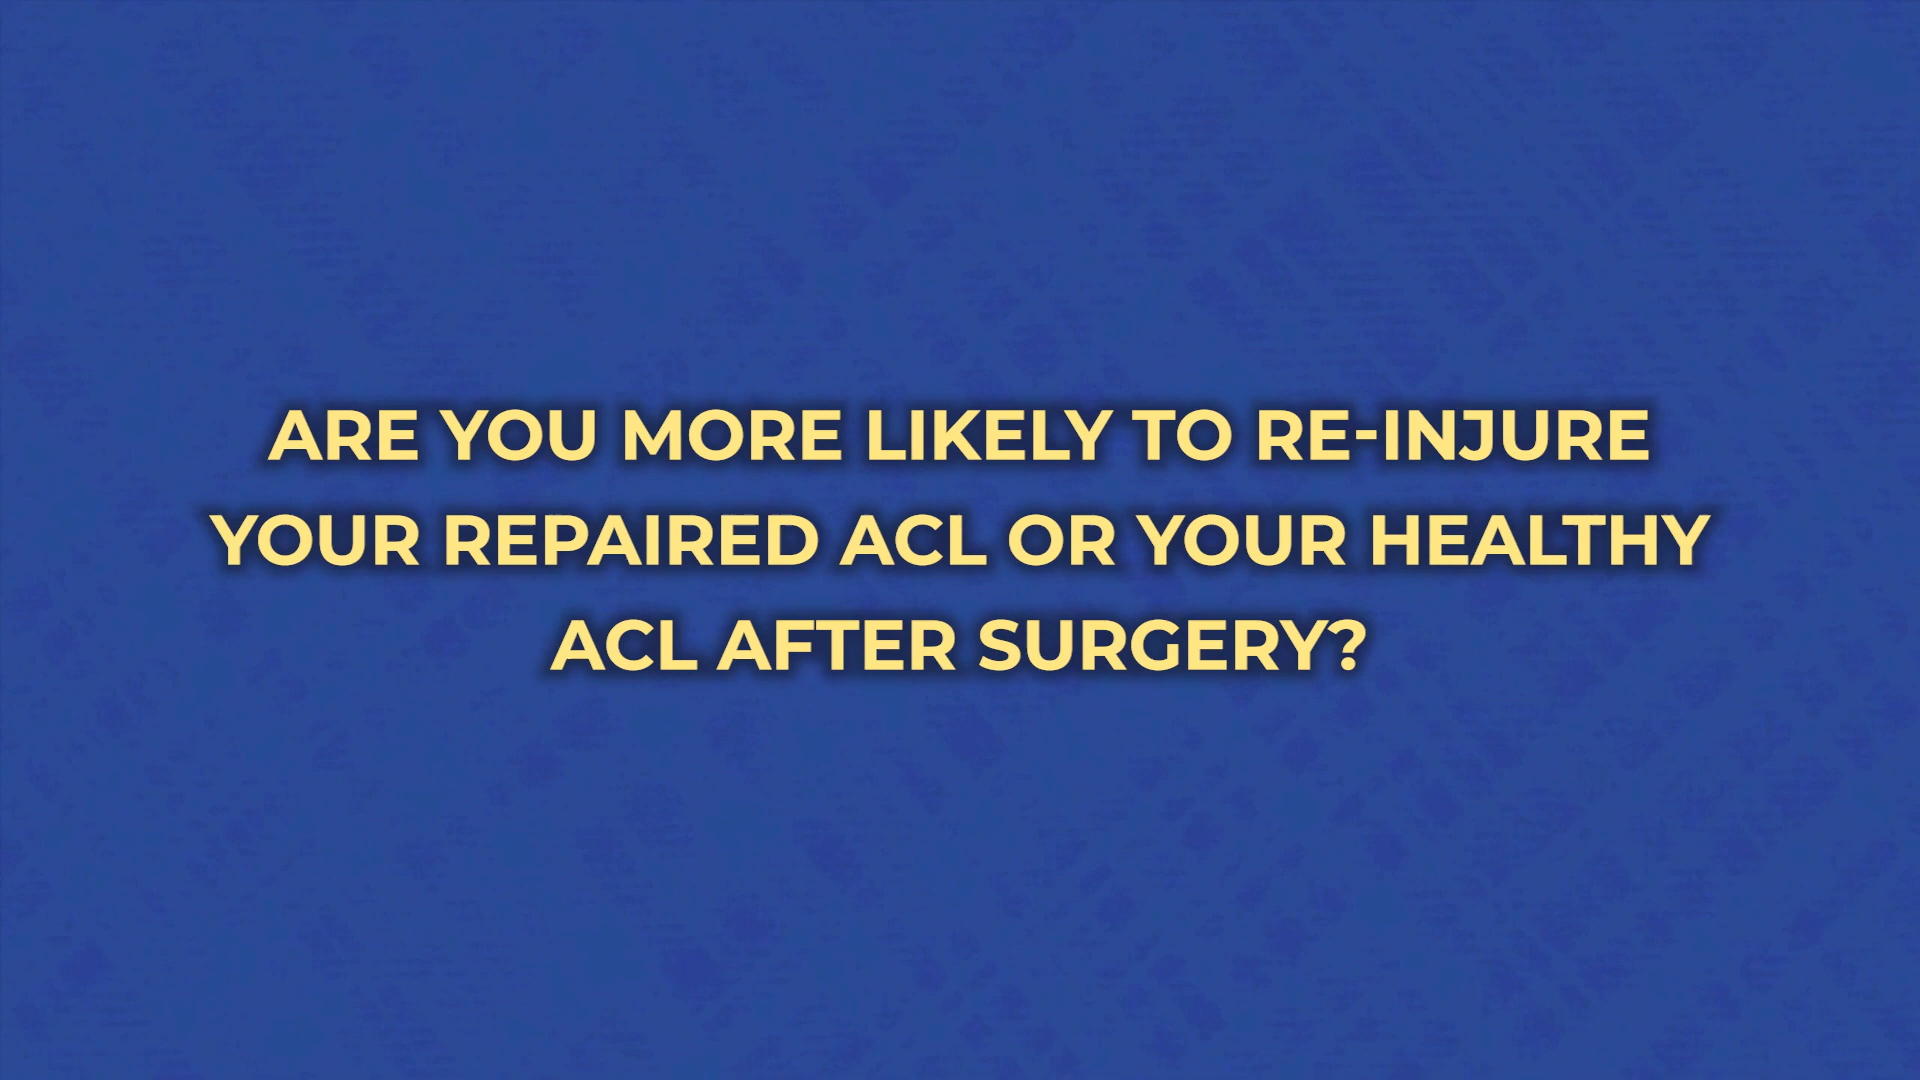 ARE YOU MORE LIKELY TO RE-INJURE
YOUR REPAIRED ACL OR YOUR HEALTHY
ACL AFTER SURGERY?